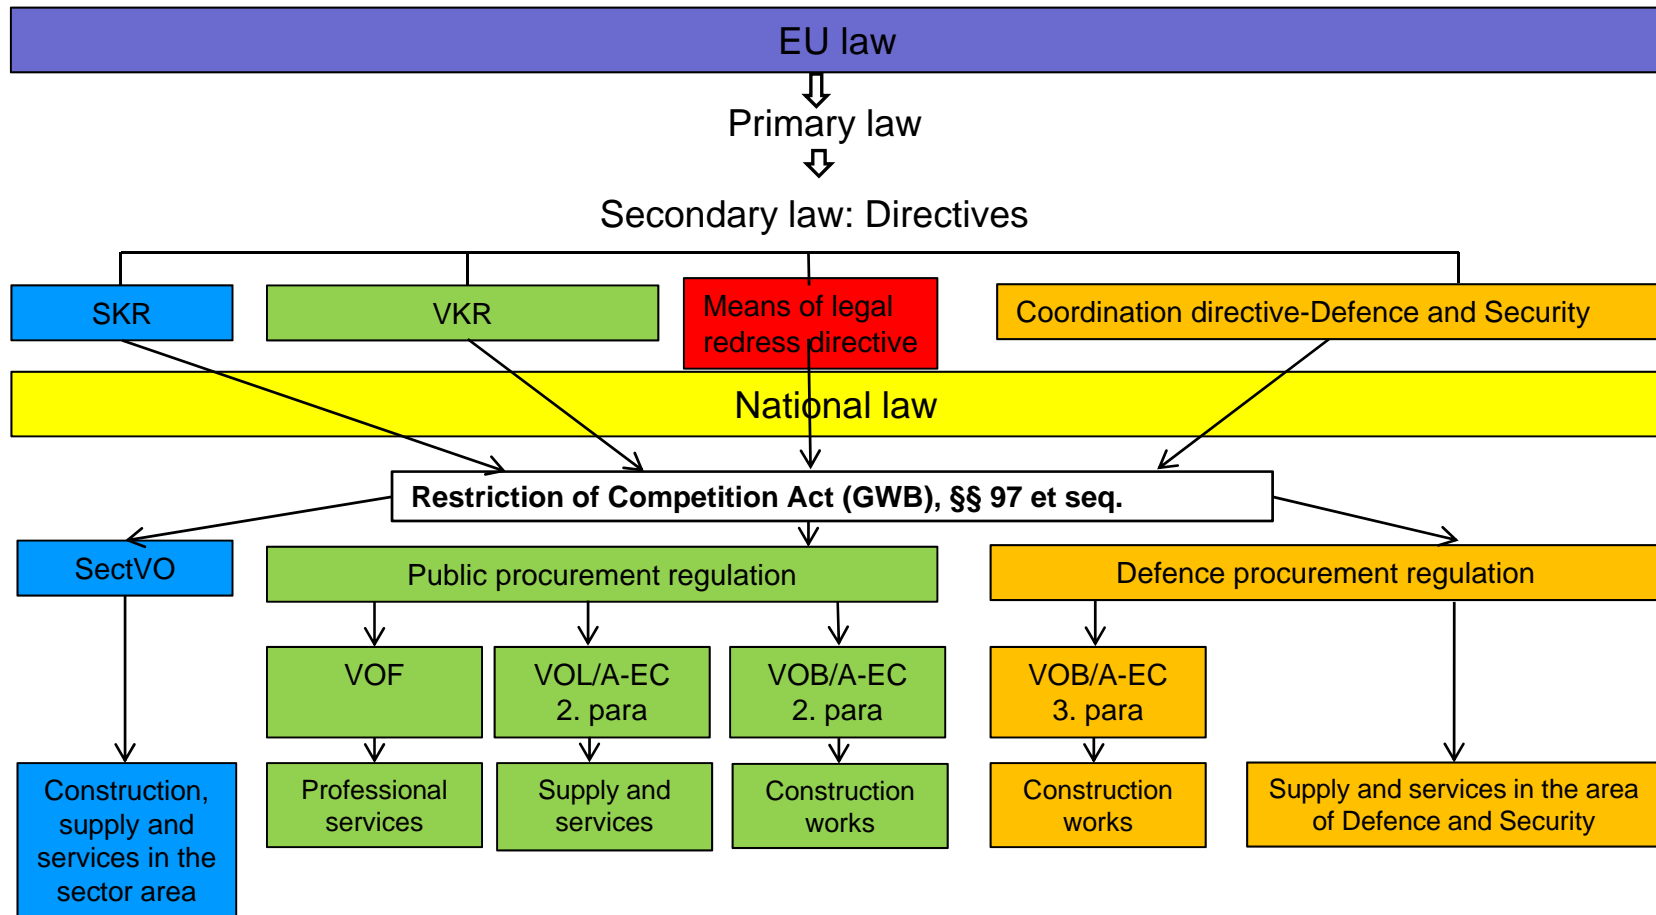 EU law
Primary law
Secondary law: Directives
SKR
VKR
Means of legal
redress directive
Coordination directive-Defence and Security
National law
Restriction of Competition Act (GWB), §§ 97 et seq.
SectVO
Public procurement regulation
Defence procurement regulation
VOF
VOL/A-EC
2. para
VOB/A-EC
2. para
VOB/A-EC
3. para
Construction,
supply and
services in the
sector area
Professional
services
Supply and
services
Construction
works
Construction
works
Supply and services in the area
of Defence and Security